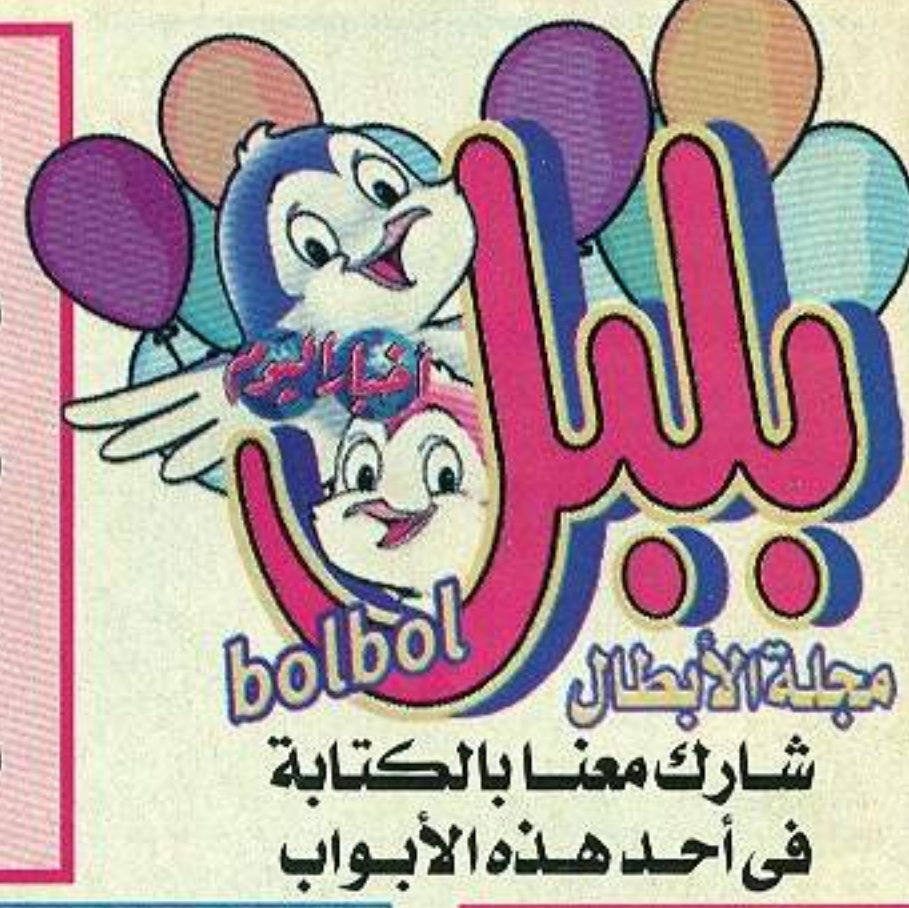 بلبل
أخبار اليوم
bolbol
مجلة الأبطال
شارك معنا بالكتابة
فى أحد هذه الأبواب